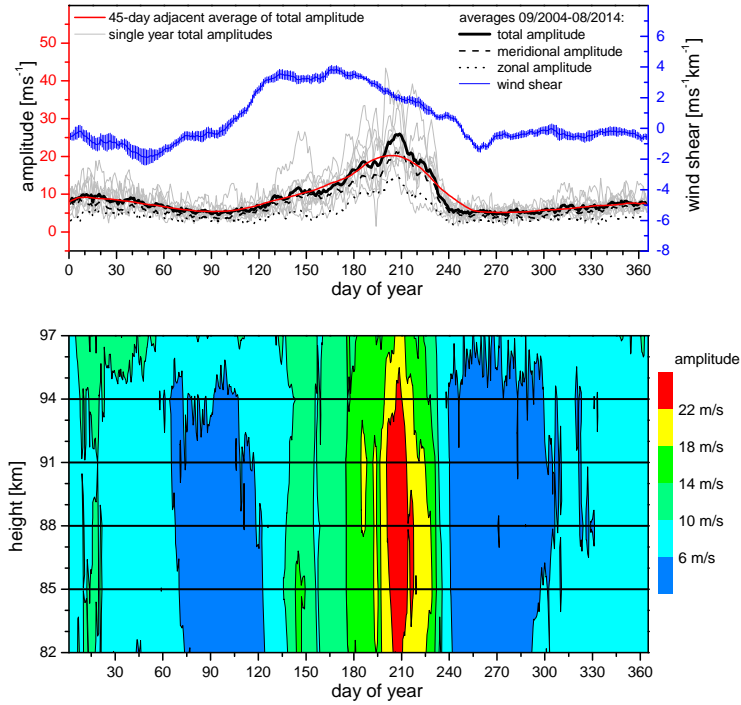 45-day adjacent average of total amplitude
single year total amplitudes
averages 09/2004-08/2014:
total amplitude
meridional amplitude
zonal amplitude
wind shear
amplitude [ms⁻¹]
60
50
40
30
20
10
0
wind shear [ms⁻¹km⁻¹]
8
6
4
2
0
-2
-4
-6
-8
0 30 60 90 120 150 180 210 240 270 300 330 360
day of year
height [km]
97
94
91
88
85
82
30 60 90 120 150 180 210 240 270 300 330 360
day of year
amplitude
22 m/s
18 m/s
14 m/s
10 m/s
6 m/s